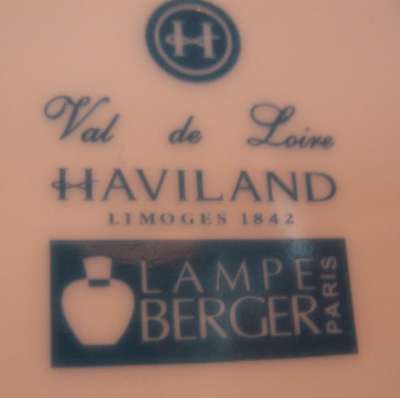 H
Val de Loire
HAVILAND
LIMOGES 1842
LAMPE
BERGER
PARIS